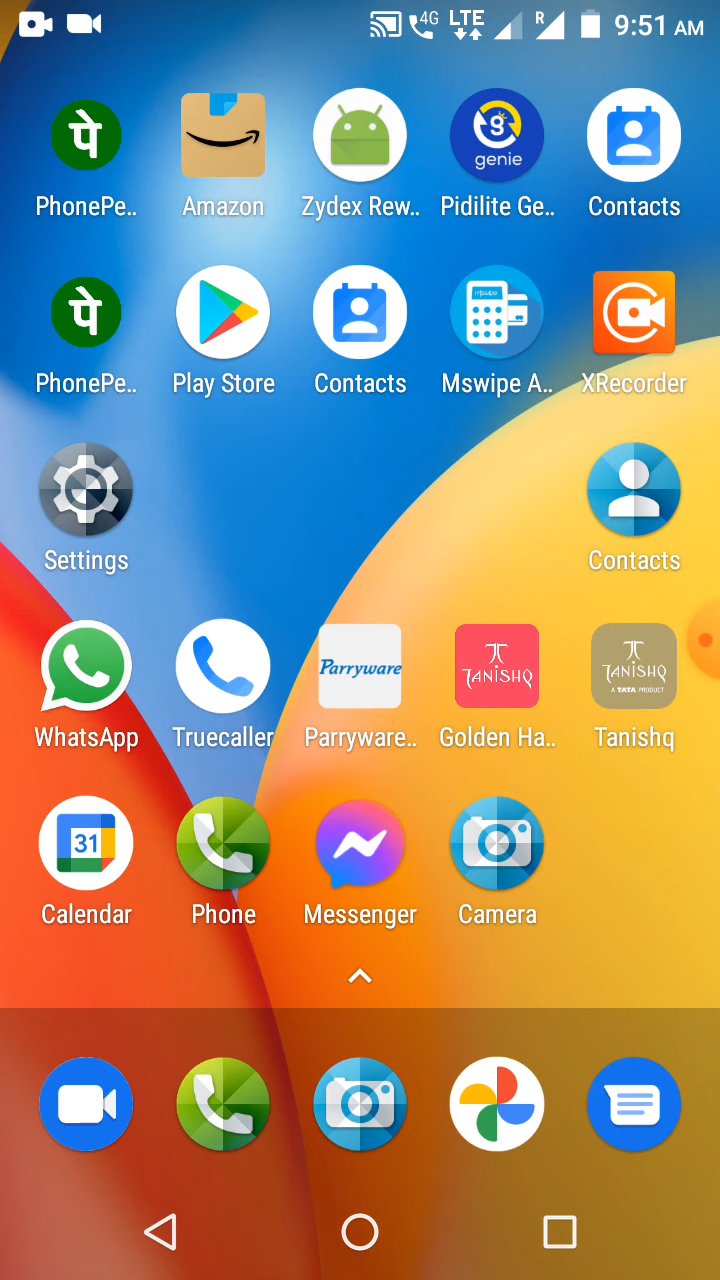 4G LTE R 9:51 AM
पे पे genie
PhonePe.. Amazon Zydex Rew.. Pidilite Ge.. Contacts
mswipe
PhonePe.. Play Store Contacts Mswipe A.. XRecorder
Settings Contacts
Parryware TANISHQ TANISHQ
A TATA PRODUCT
WhatsApp Truecaller Parryware.. Golden Ha.. Tanishq
31
Calendar Phone Messenger Camera